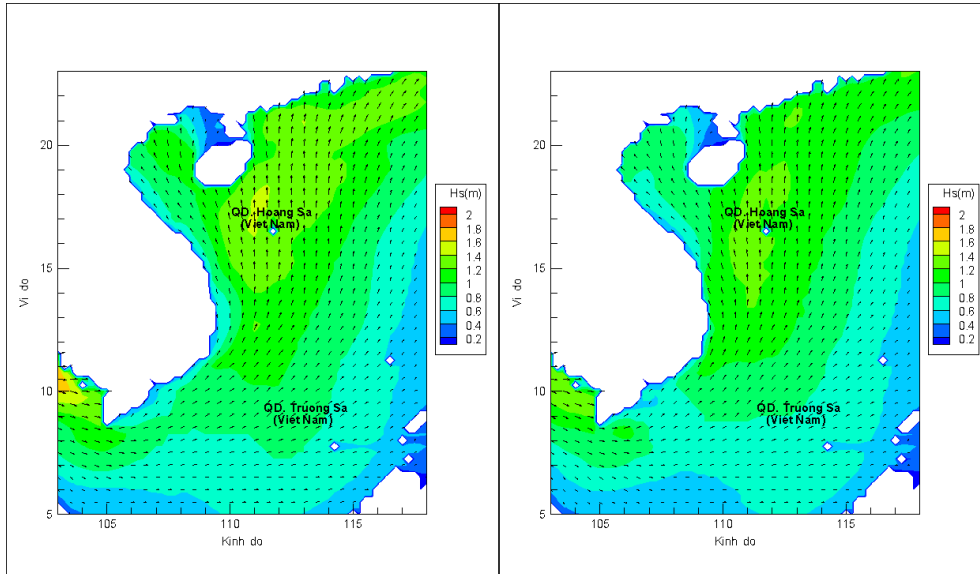 20
15
10
5
105
110
115
Vi do
Kinh do
QD. Hoang Sa
(Viet Nam)
QD. Truong Sa
(Viet Nam)
Hs(m)
2
1.8
1.6
1.4
1.2
1
0.8
0.6
0.4
0.2
20
15
10
5
105
110
115
Vi do
Kinh do
QD. Hoang Sa
(Viet Nam)
QD. Truong Sa
(Viet Nam)
Hs(m)
2
1.8
1.6
1.4
1.2
1
0.8
0.6
0.4
0.2